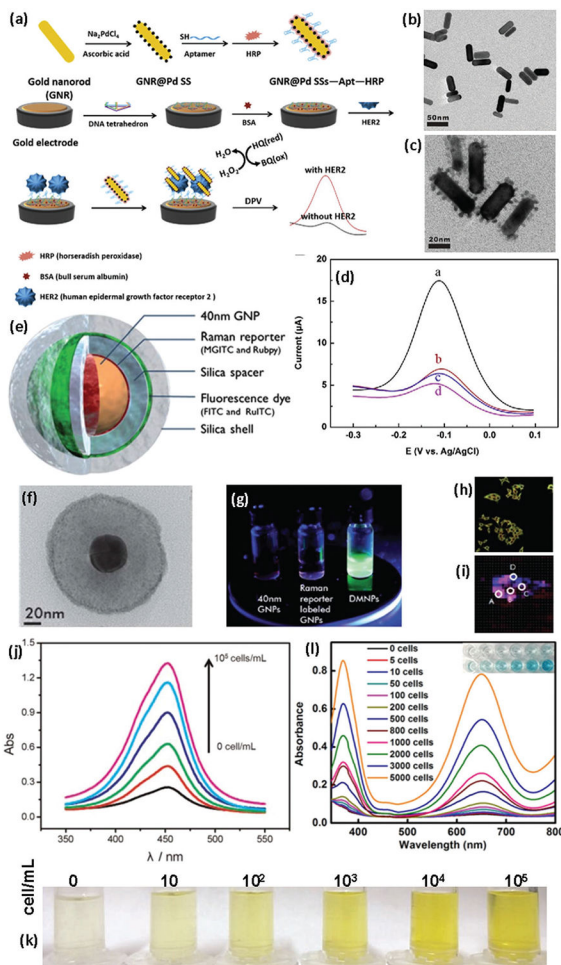 (a)
Na₂PdCl₄
Ascorbic acid
SH
Aptamer
HRP
Gold nanorod
(GNR)
GNR@Pd SS
GNR@Pd SSs—Apt—HRP
DNA tetrahedron
BSA
HER2
Gold electrode
H₂O
HQ(red)
H₂O₂
BQ(ox)
DPV
with HER2
without HER2
HRP (horseradish peroxidase)
BSA (bull serum albumin)
HER2 (human epidermal growth factor receptor 2 )
(b)
50nm
(c)
20nm
(d)
a
b
c
d
Current (μA)
25
20
15
10
5
0
-0.3
-0.2
-0.1
0.0
0.1
E (V vs. Ag/AgCl)
(e)
40nm GNP
Raman reporter
(MGITC and Rubpy)
Silica spacer
Fluorescence dye
(FITC and RuITC)
Silica shell
(f)
20nm
(g)
40nm
GNPs
Raman
reporter
labeled
GNPs
DMNPs
(h)
(i)
D
A
C
(j)
Abs
1.5
1.2
0.9
0.6
0.3
0.0
10⁵ cells/mL
0 cell/mL
350
400
450
500
550
λ / nm
(l)
Absorbance
0.8
0.6
0.4
0.2
0.0
0 cells
5 cells
10 cells
50 cells
100 cells
200 cells
500 cells
800 cells
1000 cells
2000 cells
3000 cells
5000 cells
400
500
600
700
800
Wavelength (nm)
cell/mL
0
10
10²
10³
10⁴
10⁵
(k)